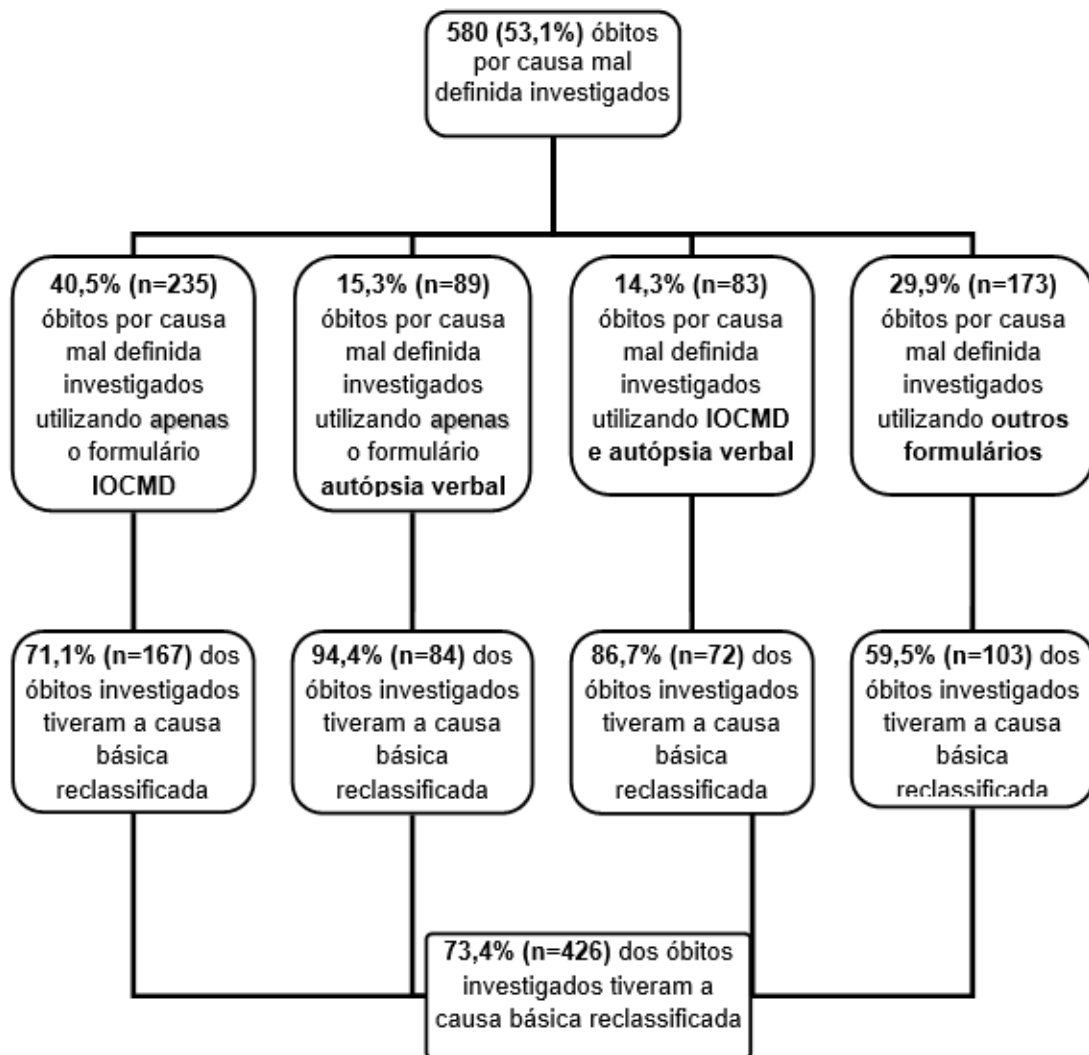 580 (53,1%) óbitos
por causa mal
definida investigados
40,5% (n=235)
óbitos por causa
mal definida
investigados
utilizando apenas
o formulário
IOCMD
15,3% (n=89)
óbitos por causa
mal definida
investigados
utilizando apenas
o formulário
autópsia verbal
14,3% (n=83)
óbitos por causa
mal definida
investigados
utilizando IOCMD
e autópsia verbal
29,9% (n=173)
óbitos por causa
mal definida
investigados
utilizando outros
formulários
71,1% (n=167) dos
óbitos investigados
tiveram a causa
básica
reclassificada
94,4% (n=84) dos
óbitos investigados
tiveram a causa
básica
reclassificada
86,7% (n=72) dos
óbitos investigados
tiveram a causa
básica
reclassificada
59,5% (n=103) dos
óbitos investigados
tiveram a causa
básica
reclassificada
73,4% (n=426) dos óbitos
investigados tiveram a
causa básica reclassificada